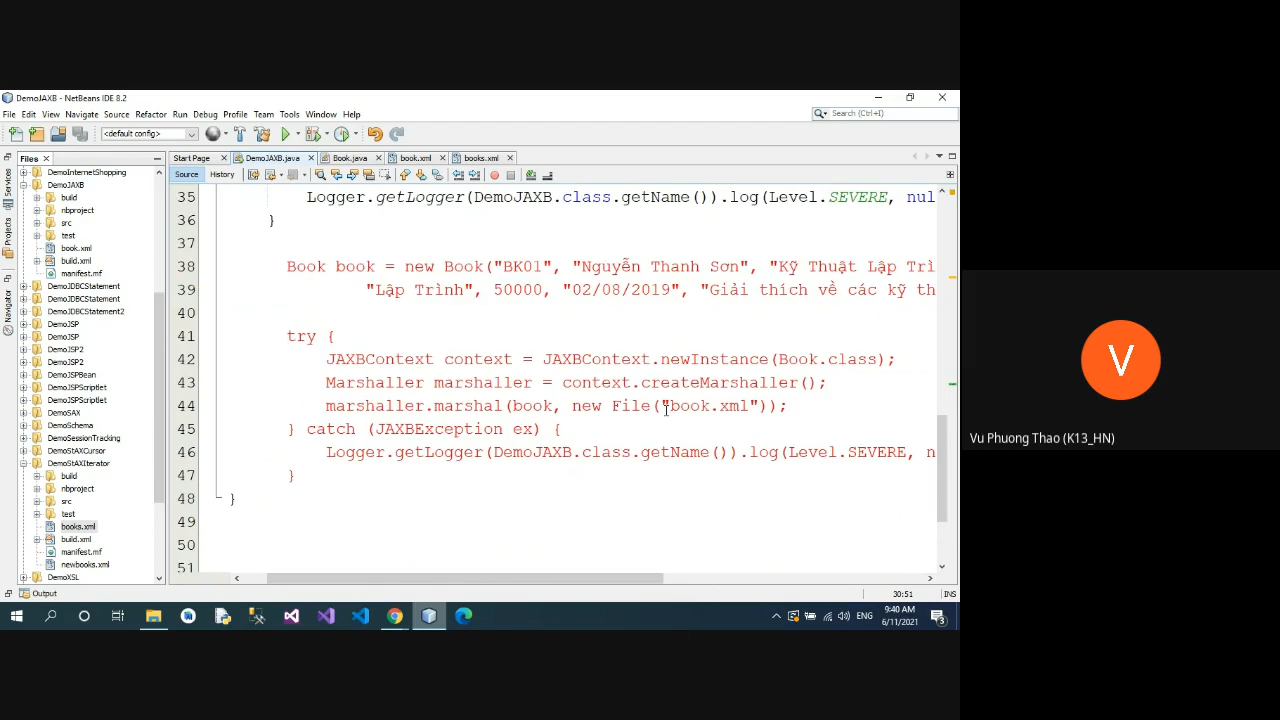 DemoJAXB - NetBeans IDE 8.2
File Edit View Navigate Source Refactor Run Debug Profile Team Tools Window Help
Search (Ctrl+I)
<default config>
Files
Start Page DemoJAXB.java Book.java book.xml books.xml
Source History
Services
Projects
Navigator
DemoInternetShopping
DemoJAXB
build
nbproject
src
test
book.xml
build.xml
manifest.mf
DemoJDBCStatement
DemoJDBCStatement
DemoJDBCStatement2
DemoJSP
DemoJSP
DemoJSP2
DemoJSP2
DemoJSPBean
DemoJSPScriptlet
DemoJSPScriptlet
DemoSAX
DemoSchema
DemoSessionTracking
DemoStAXCursor
DemoStAXIterator
build
nbproject
src
test
books.xml
build.xml
manifest.mf
newbooks.xml
DemoXSL
35 Logger.getLogger(DemoJAXB.class.getName()).log(Level.SEVERE, nul
36 }
37
38 Book book = new Book("BK01", "Nguyễn Thanh Sơn", "Kỹ Thuật Lập Trì
39 "Lập Trình", 50000, "02/08/2019", "Giải thích về các kỹ th
40
41 try {
42 JAXBContext context = JAXBContext.newInstance(Book.class);
43 Marshaller marshaller = context.createMarshaller();
44 marshaller.marshal(book, new File("book.xml"));
45 } catch (JAXBException ex) {
46 Logger.getLogger(DemoJAXB.class.getName()).log(Level.SEVERE, n
47 }
48 }
49
50
51
Output
30:51 INS
ENG
9:40 AM
6/11/2021
3
V
Vu Phuong Thao (K13_HN)